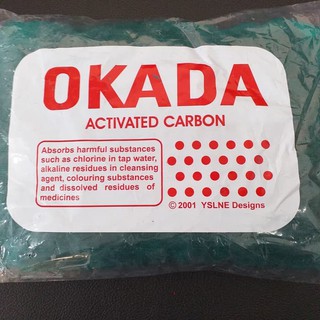 OKADA
ACTIVATED CARBON
Absorbs harmful substances
such as chlorine in tap water,
alkaline residues in cleansing
agent, colouring substances
and dissolved residues of
medicines
© 2001 YSLNE Designs